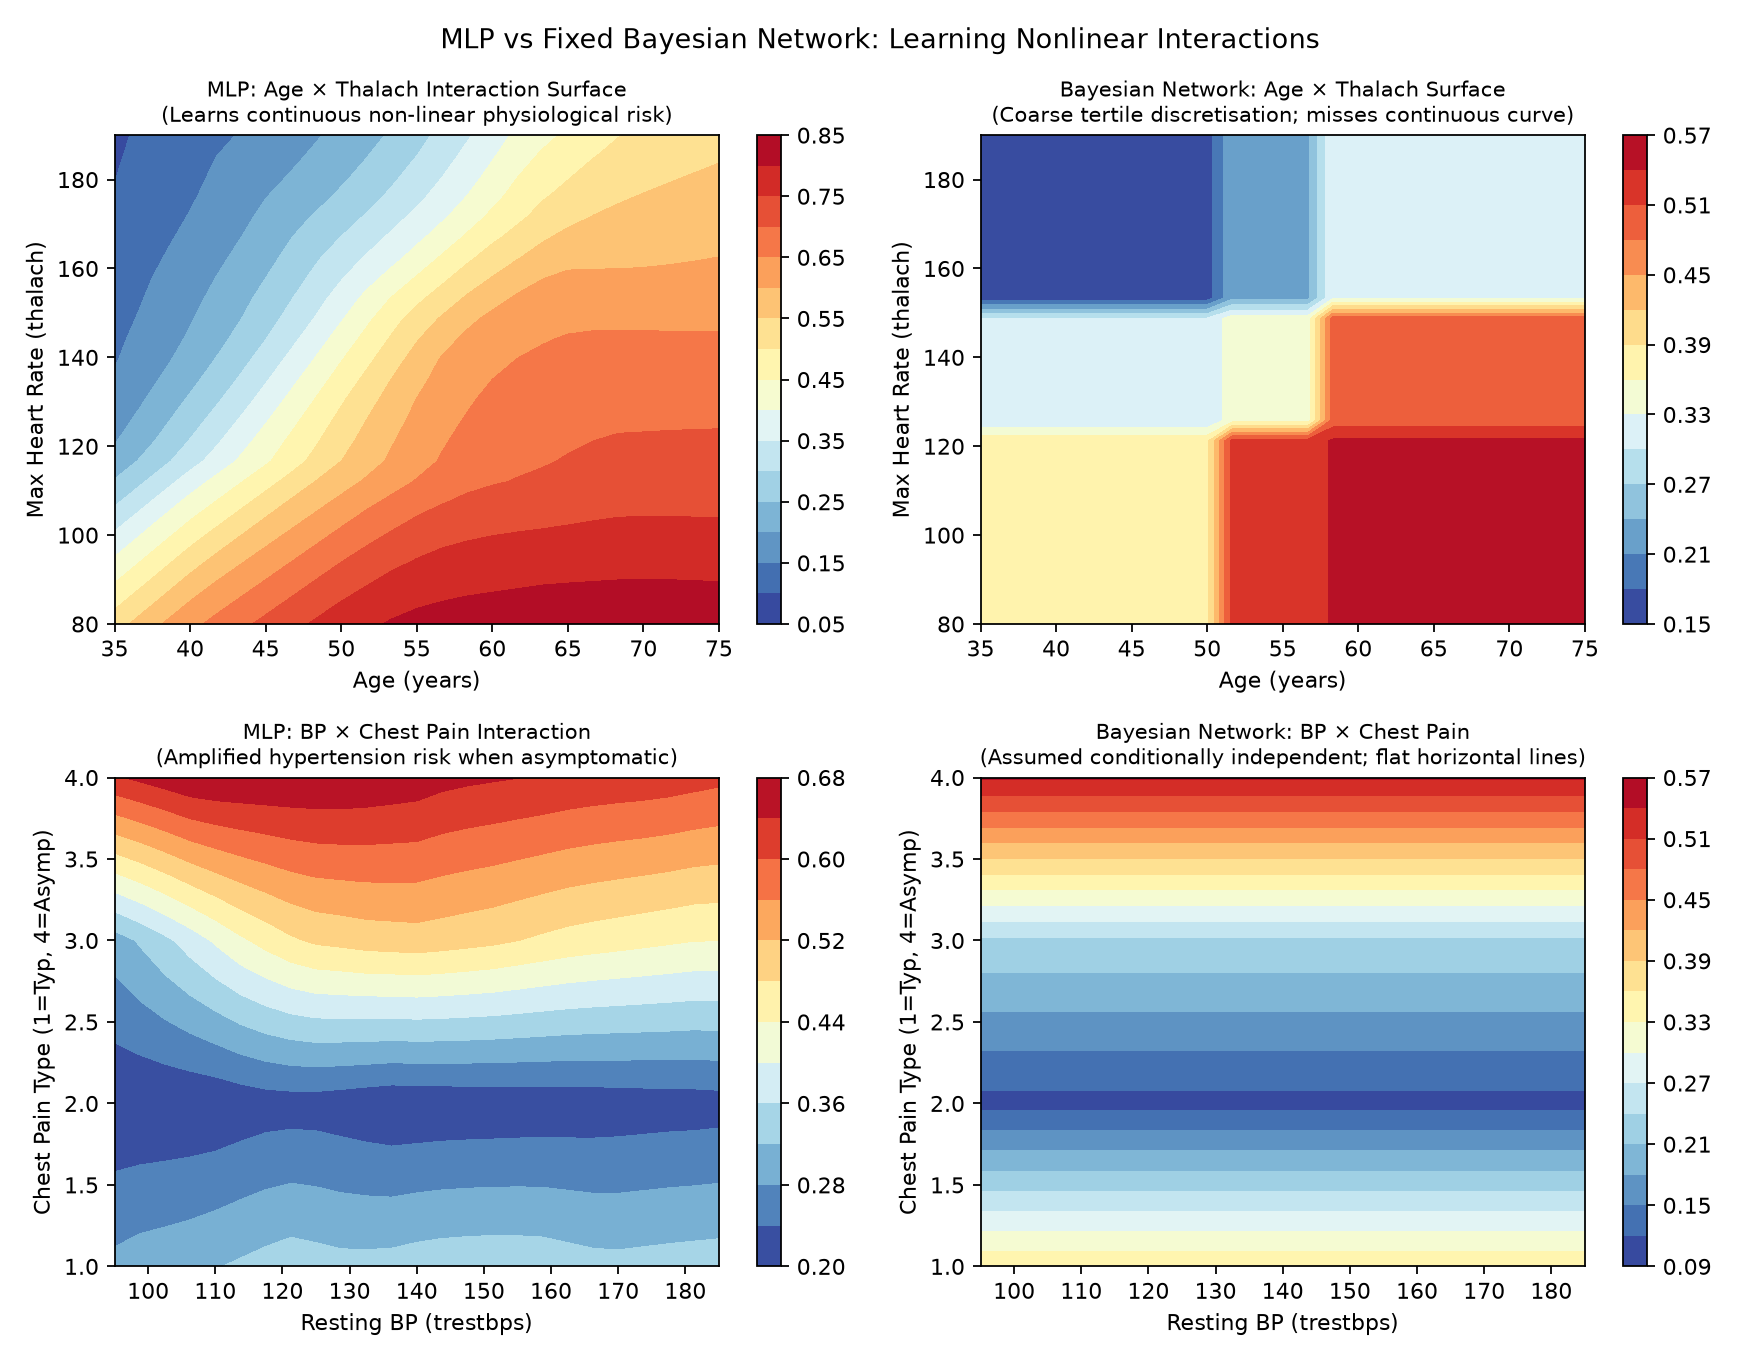 MLP vs Fixed Bayesian Network: Learning Nonlinear Interactions
MLP: Age × Thalach Interaction Surface
(Learns continuous non-linear physiological risk)
Max Heart Rate (thalach)
180
160
140
120
100
80
35 40 45 50 55 60 65 70 75
Age (years)
0.85
0.75
0.65
0.55
0.45
0.35
0.25
0.15
0.05
Bayesian Network: Age × Thalach Surface
(Coarse tertile discretisation; misses continuous curve)
Max Heart Rate (thalach)
180
160
140
120
100
80
35 40 45 50 55 60 65 70 75
Age (years)
0.57
0.51
0.45
0.39
0.33
0.27
0.21
0.15
MLP: BP × Chest Pain Interaction
(Amplified hypertension risk when asymptomatic)
Chest Pain Type (1=Typ, 4=Asymp)
4.0
3.5
3.0
2.5
2.0
1.5
1.0
100 110 120 130 140 150 160 170 180
Resting BP (trestbps)
0.68
0.60
0.52
0.44
0.36
0.28
0.20
Bayesian Network: BP × Chest Pain
(Assumed conditionally independent; flat horizontal lines)
Chest Pain Type (1=Typ, 4=Asymp)
4.0
3.5
3.0
2.5
2.0
1.5
1.0
100 110 120 130 140 150 160 170 180
Resting BP (trestbps)
0.57
0.51
0.45
0.39
0.33
0.27
0.21
0.15
0.09